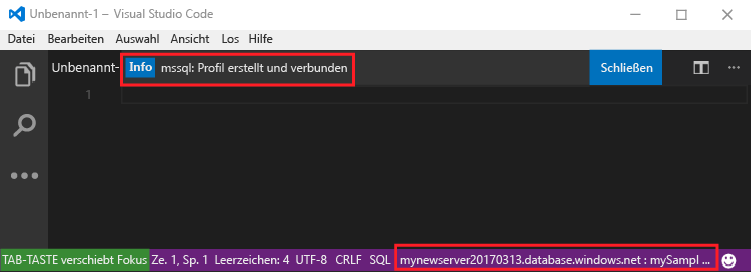 Unbenannt-1 – Visual Studio Code
Datei Bearbeiten Auswahl Ansicht Los Hilfe
Unbenannt- Info mssql: Profil erstellt und verbunden Schließen
1
TAB-TASTE verschiebt Fokus Ze. 1, Sp. 1 Leerzeichen: 4 UTF-8 CRLF SQL mynewserver20170313.database.windows.net : mySampl ...